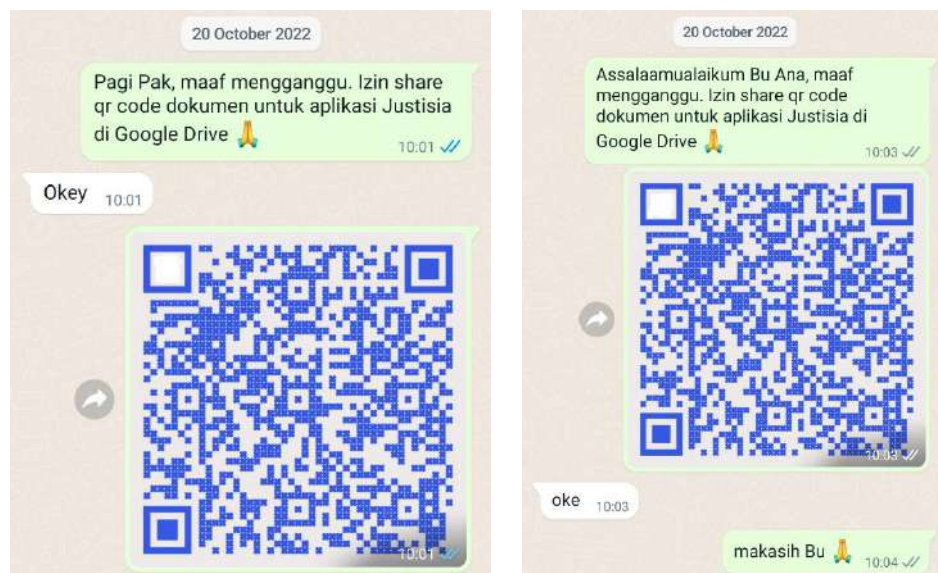 20 October 2022
Pagi Pak, maaf mengganggu. Izin share
qr code dokumen untuk aplikasi Justisia
di Google Drive 🙏
10:01
Okey 10:01
10:01
20 October 2022
Assalaamualaikum Bu Ana, maaf
mengganggu. Izin share qr code
dokumen untuk aplikasi Justisia di
Google Drive 🙏
10:03
10:03
oke 10:03
makasih Bu 🙏 10:04